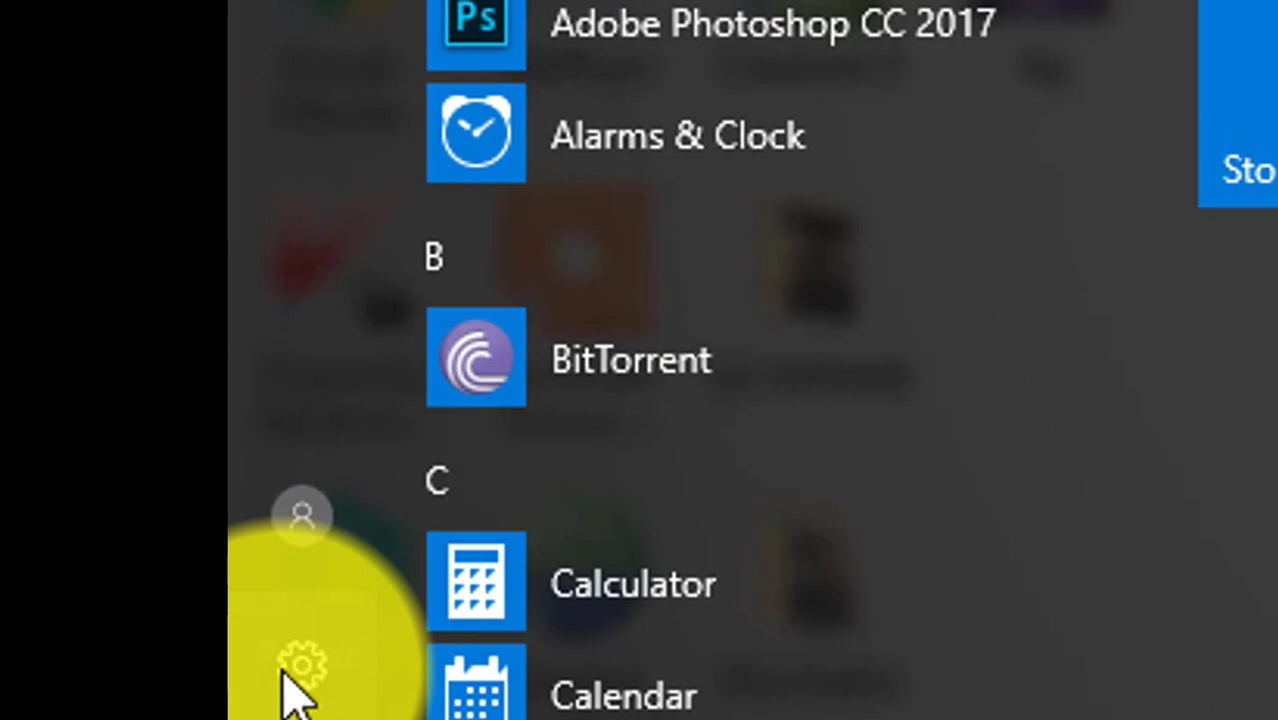 Ps
Adobe Photoshop CC 2017
Alarms & Clock
Sto
B
BitTorrent
C
Calculator
Calendar